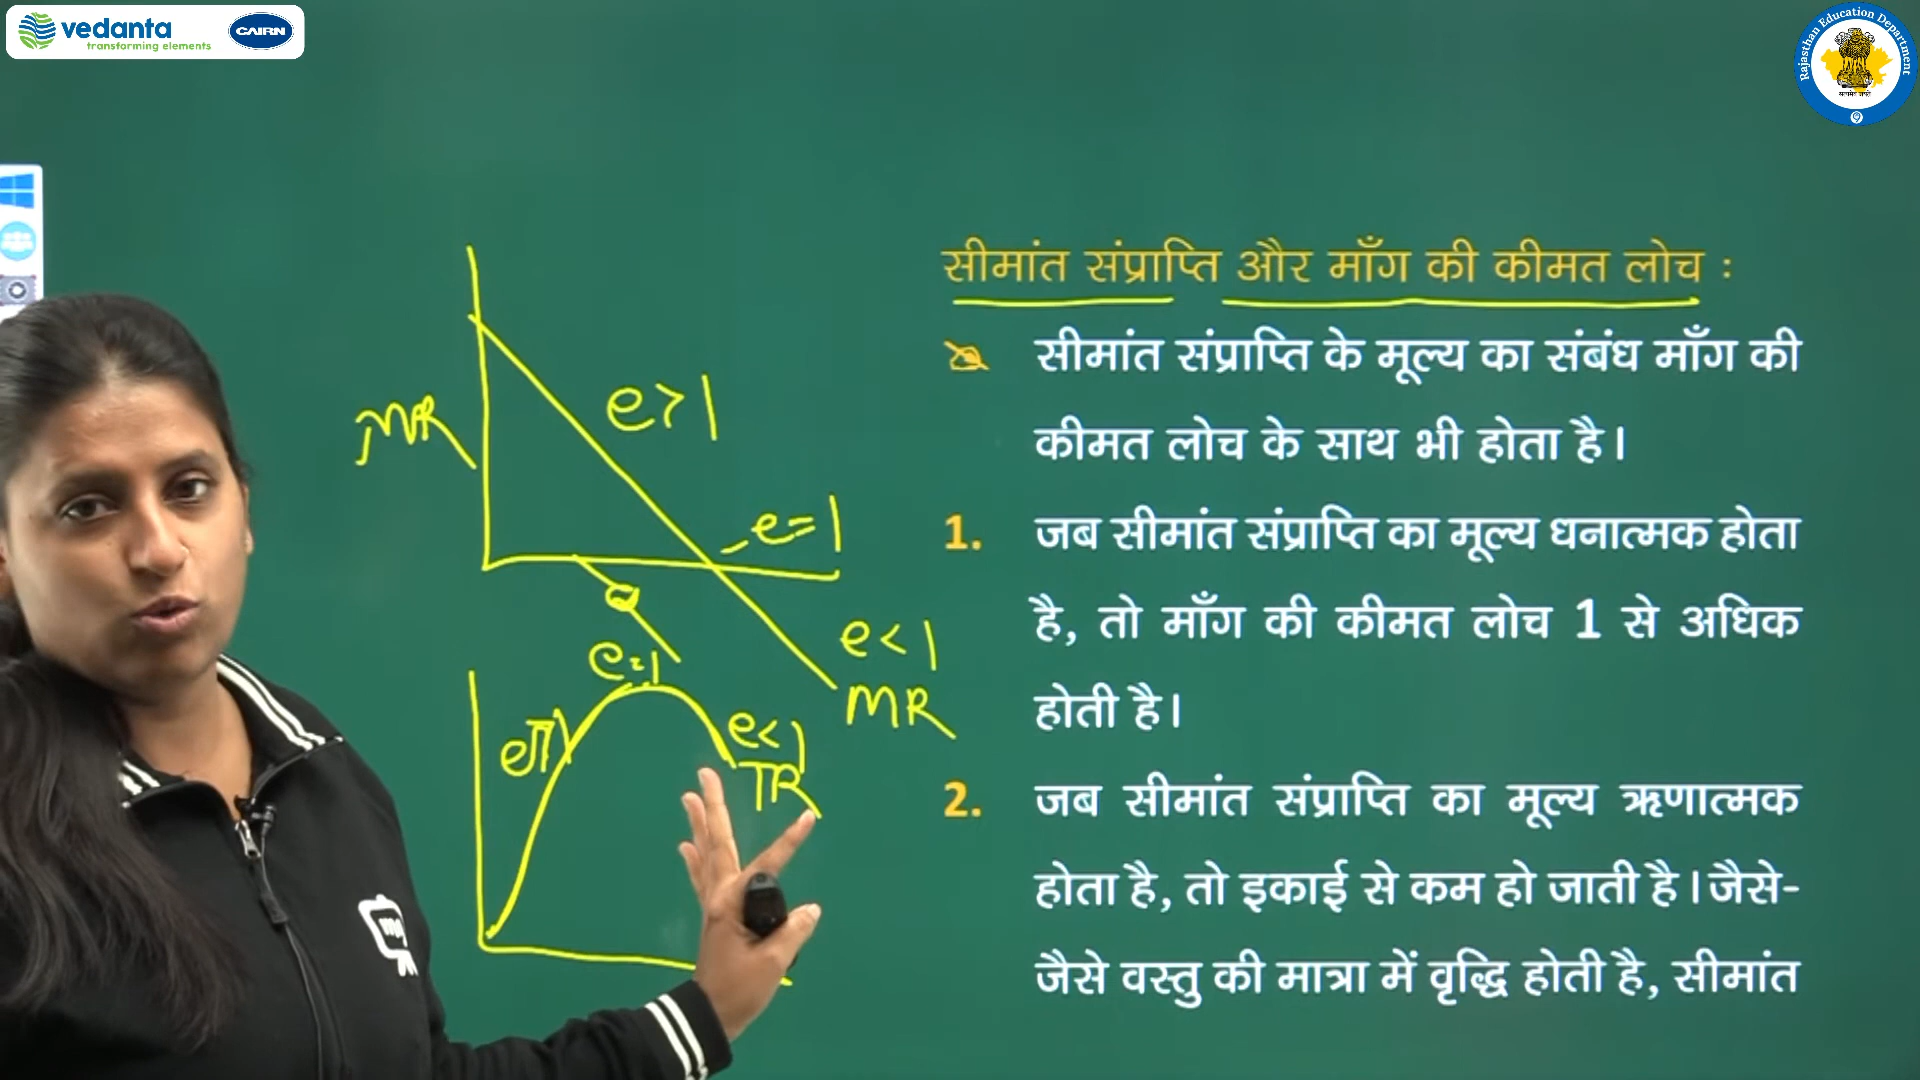 vedanta
transforming elements
CAIRN
Rajasthan Education Department
सीमांत संप्राप्ति और माँग की कीमत लोच :
सीमांत संप्राप्ति के मूल्य का संबंध माँग की
कीमत लोच के साथ भी होता है।
1. जब सीमांत संप्राप्ति का मूल्य धनात्मक होता
है, तो माँग की कीमत लोच 1 से अधिक
होती है।
2. जब सीमांत संप्राप्ति का मूल्य ऋणात्मक
होता है, तो इकाई से कम हो जाती है। जैसे-
जैसे वस्तु की मात्रा में वृद्धि होती है, सीमांत
MR
e>1
e=1
e<1
MR
e=1
e<1
TR